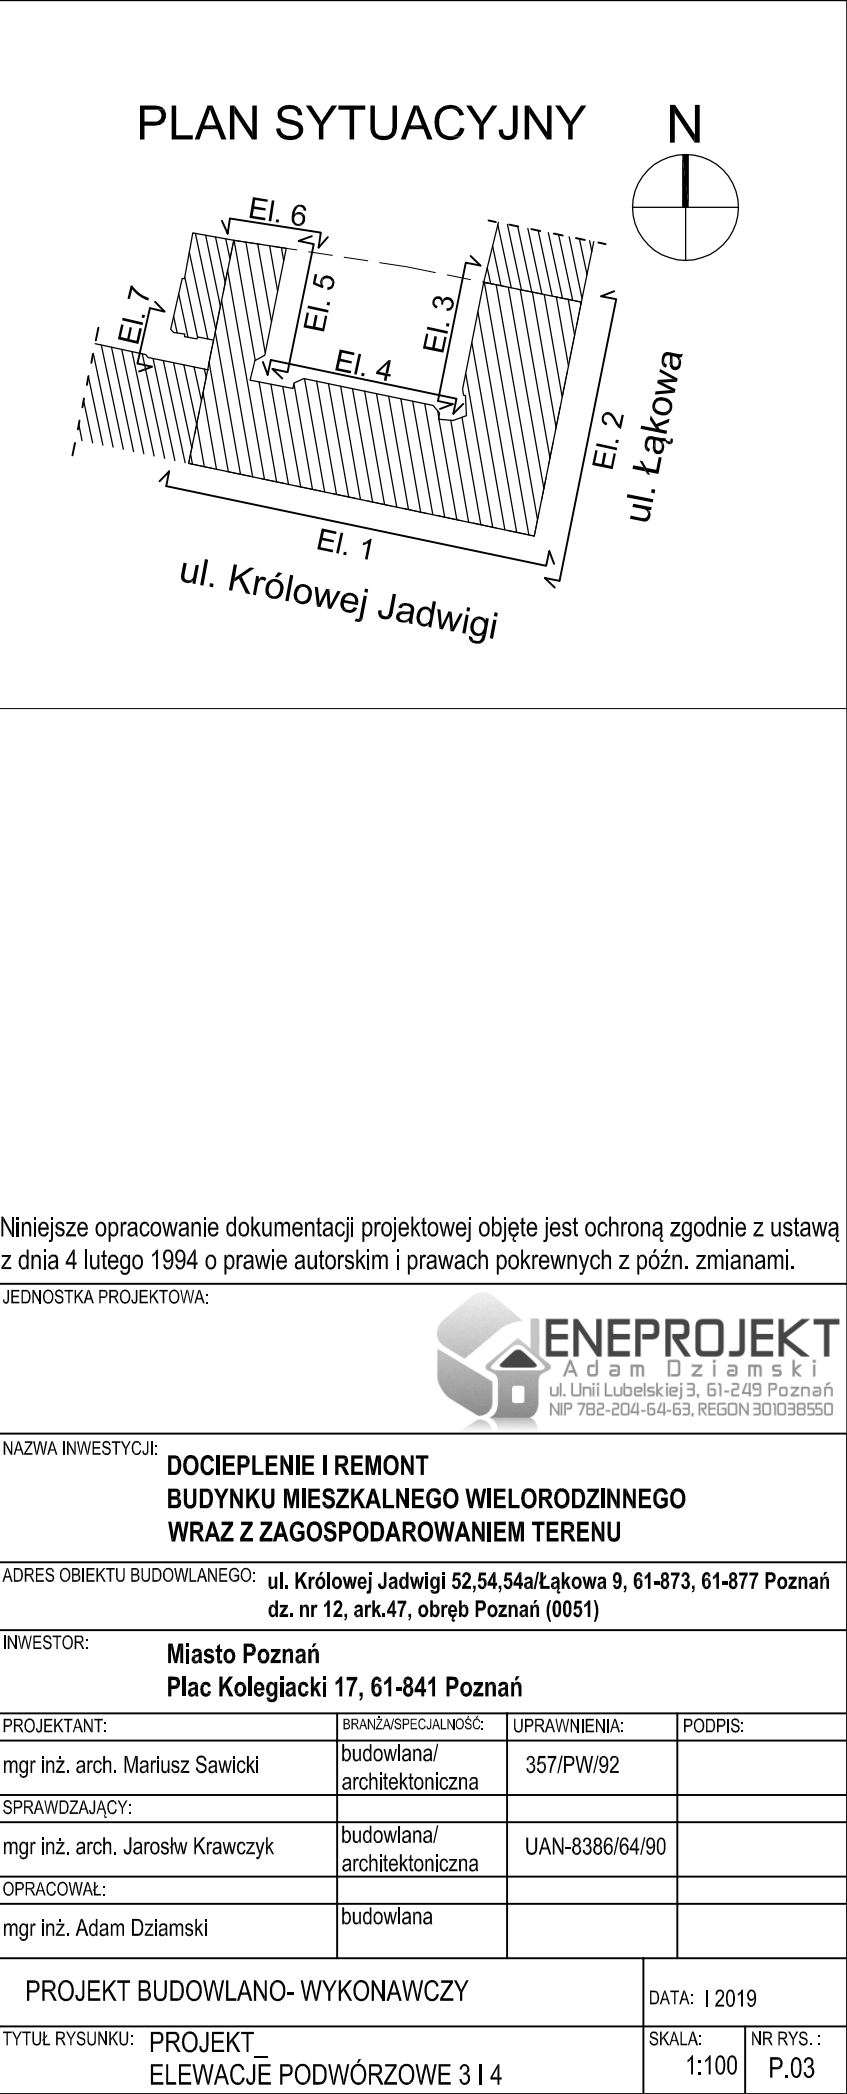 PLAN SYTUACYJNY
N
El. 6
El. 7
El. 5
El. 3
El. 4
El. 2
ul. Łąkowa
El. 1
ul. Królowej Jadwigi
Niniejsze opracowanie dokumentacji projektowej objęte jest ochroną zgodnie z ustawą
z dnia 4 lutego 1994 o prawie autorskim i prawach pokrewnych z późn. zmianami.
JEDNOSTKA PROJEKTOWA:
ENEPROJEKT
Adam Dziamski
ul. Unii Lubelskiej 3, 61-249 Poznań
NIP 782-204-64-63, REGON 301038550
NAZWA INWESTYCJI:
DOCIEPLENIE I REMONT
BUDYNKU MIESZKALNEGO WIELORODZINNEGO
WRAZ Z ZAGOSPODAROWANIEM TERENU
ADRES OBIEKTU BUDOWLANEGO: ul. Królowej Jadwigi 52,54,54a/Łąkowa 9, 61-873, 61-877 Poznań
dz. nr 12, ark.47, obręb Poznań (0051)
INWESTOR:
Miasto Poznań
Plac Kolegiacki 17, 61-841 Poznań
PROJEKTANT: BRANŻA/SPECJALNOŚĆ: UPRAWNIENIA: PODPIS:
mgr inż. arch. Mariusz Sawicki budowlana/ 357/PW/92
architektoniczna
SPRAWDZAJĄCY:
mgr inż. arch. Jarosłw Krawczyk budowlana/ UAN-8386/64/90
architektoniczna
OPRACOWAŁ:
mgr inż. Adam Dziamski budowlana
PROJEKT BUDOWLANO- WYKONAWCZY DATA: I 2019
TYTUŁ RYSUNKU: PROJEKT_ SKALA: NR RYS. :
ELEWACJE PODWÓRZOWE 3 I 4 1:100 P.03